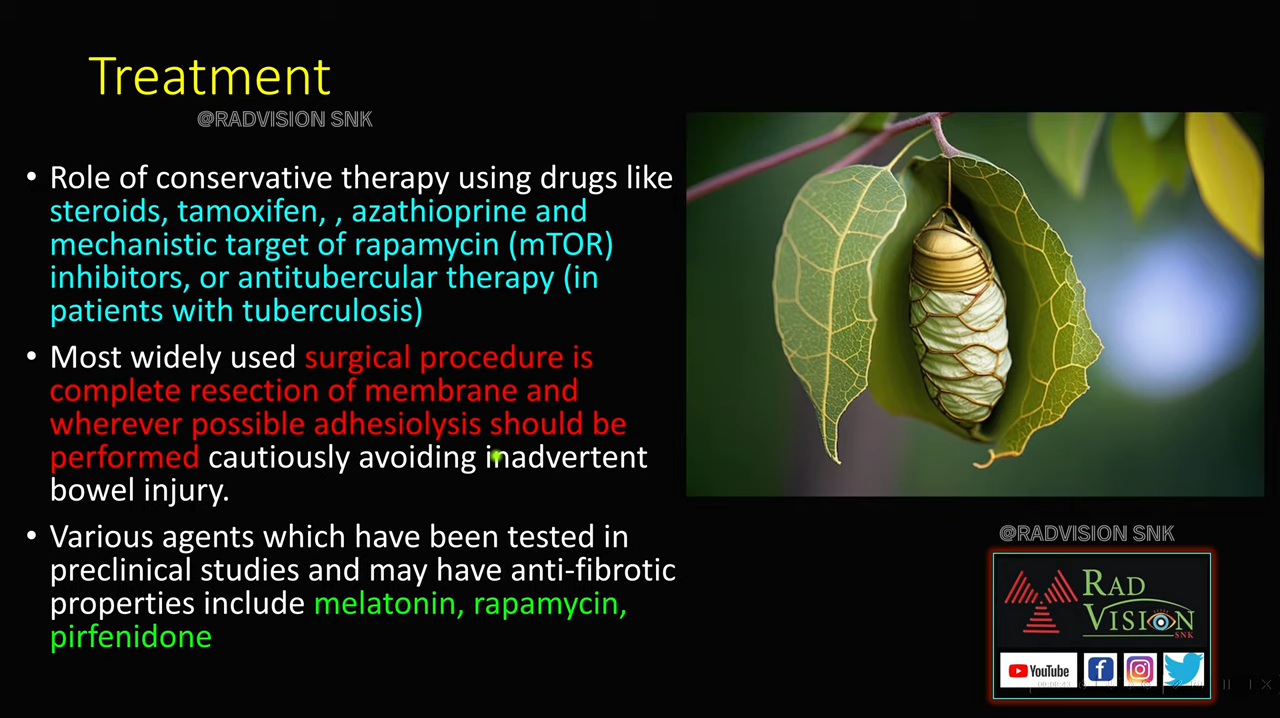 Treatment
@RADVISION SNK
• Role of conservative therapy using drugs like
steroids, tamoxifen, , azathioprine and
mechanistic target of rapamycin (mTOR)
inhibitors, or antitubercular therapy (in
patients with tuberculosis)
• Most widely used surgical procedure is
complete resection of membrane and
wherever possible adhesiolysis should be
performed cautiously avoiding inadvertent
bowel injury.
• Various agents which have been tested in
preclinical studies and may have anti-fibrotic
properties include melatonin, rapamycin,
pirfenidone
@RADVISION SNK
RAD
VISION
SNK
YouTube